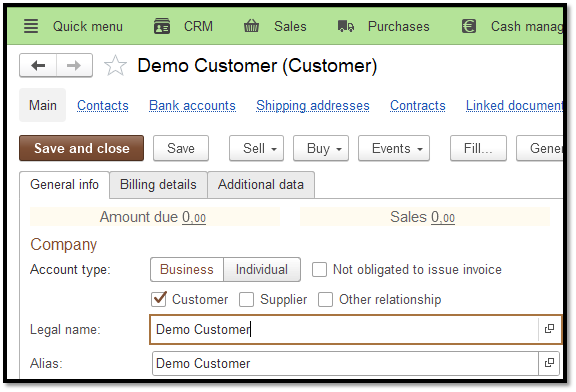 Quick menu CRM Sales Purchases Cash manag
Demo Customer (Customer)
Main Contacts Bank accounts Shipping addresses Contracts Linked document
Save and close Save Sell Buy Events Fill... Gener
General info Billing details Additional data
Amount due 0,00 Sales 0,00
Company
Account type: Business Individual Not obligated to issue invoice
Customer Supplier Other relationship
Legal name: Demo Customer
Alias: Demo Customer